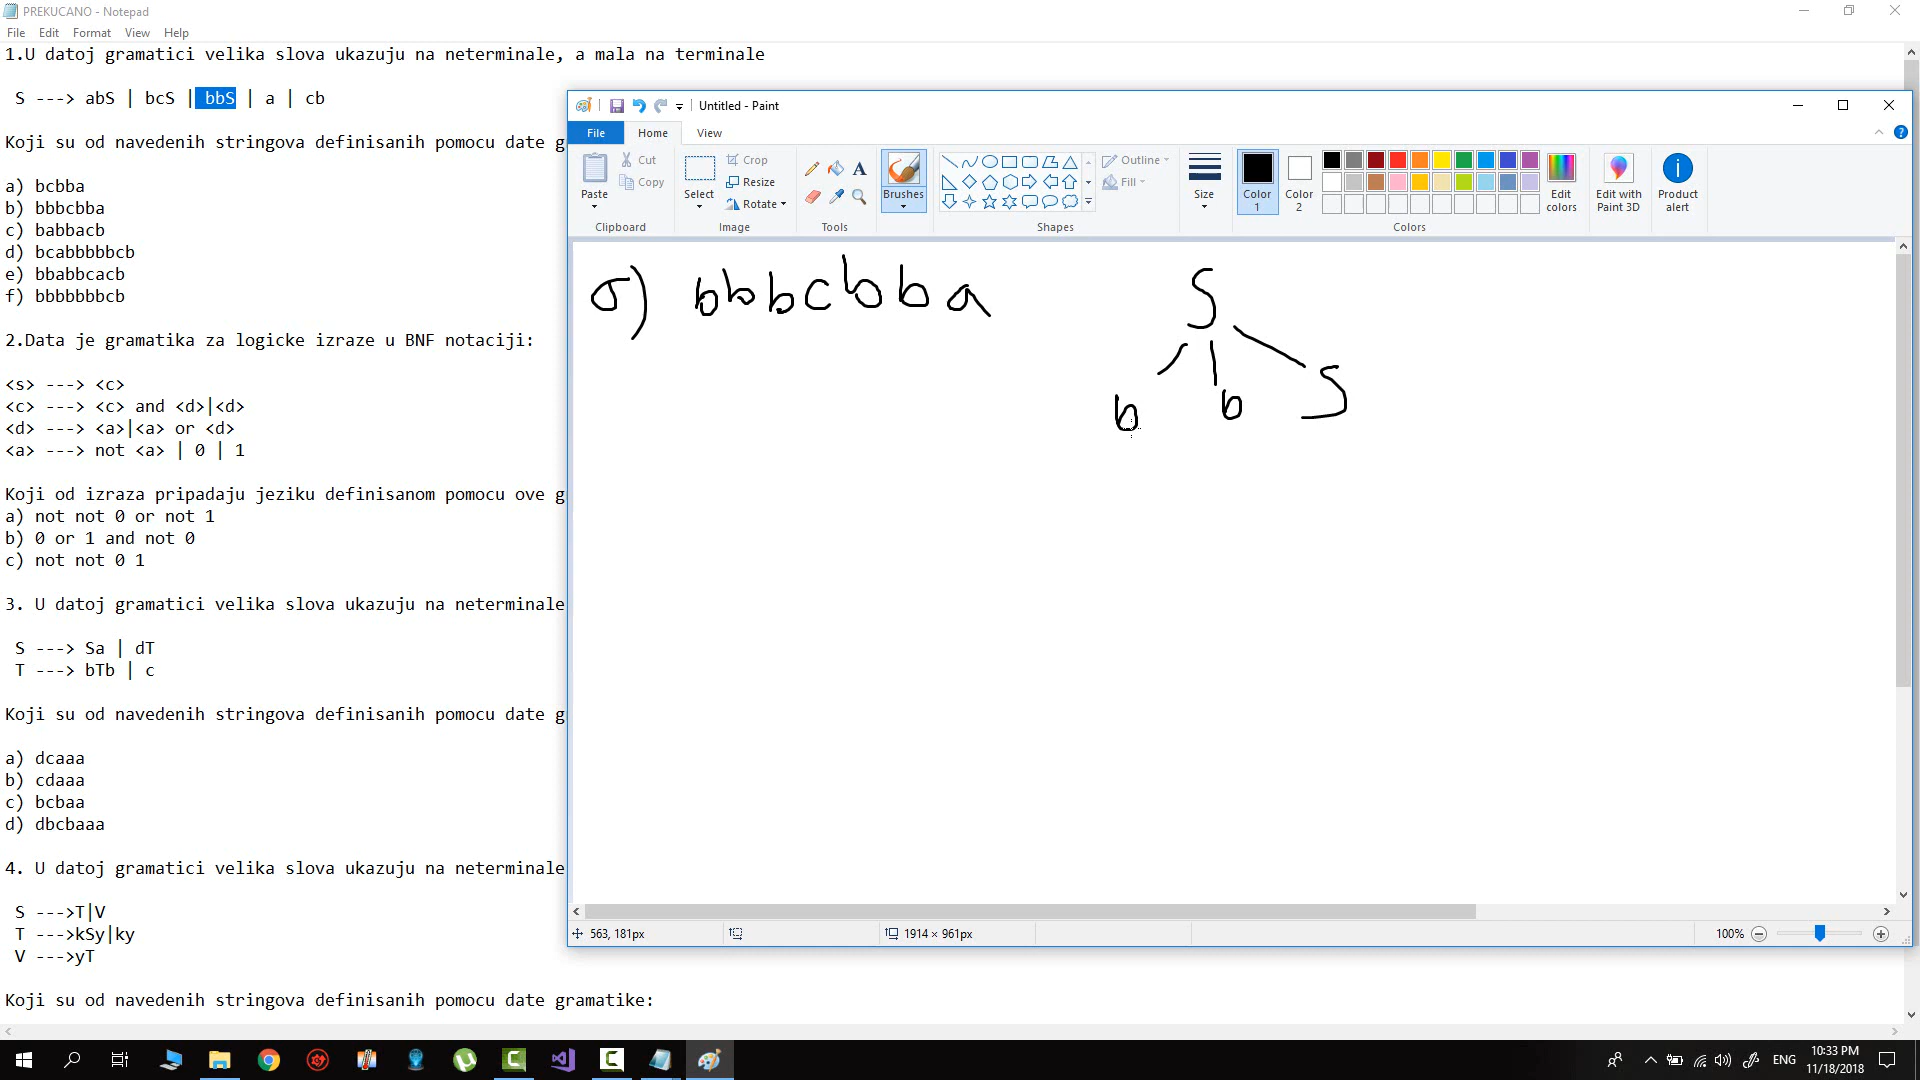 PREKUCANO - Notepad
File Edit Format View Help
1.U datoj gramatici velika slova ukazuju na neterminale, a mala na terminale
S ---> abS | bcS | bbS | a | cb
Koji su od navedenih stringova definisanih pomocu date g
a) bcbba
b) bbbcbba
c) babbacb
d) bcabbbbbcb
e) bbabbcacb
f) bbbbbbbcb
2.Data je gramatika za logicke izraze u BNF notaciji:
<s> ---> <c>
<c> ---> <c> and <d>|<d>
<d> ---> <a>|<a> or <d>
<a> ---> not <a> | 0 | 1
Koji od izraza pripadaju jeziku definisanom pomocu ove g
a) not not 0 or not 1
b) 0 or 1 and not 0
c) not not 0 1
3. U datoj gramatici velika slova ukazuju na neterminale
S ---> Sa | dT
T ---> bTb | c
Koji su od navedenih stringova definisanih pomocu date g
a) dcaaa
b) cdaaa
c) bcbaa
d) dbcbaaa
4. U datoj gramatici velika slova ukazuju na neterminale
S --->T|V
T --->kSy|ky
V --->yT
Koji su od navedenih stringova definisanih pomocu date gramatike:
Untitled - Paint
File Home View
Paste Cut Copy Clipboard
Select Crop Resize Rotate Image
Tools
Brushes
Outline Fill Shapes
Size
Color 1 Color 2 Edit colors Colors
Edit with Paint 3D
Product alert
b b b c b b a
S
b b S
563, 181px
1914 × 961px
100%
ENG
10:33 PM
11/18/2018